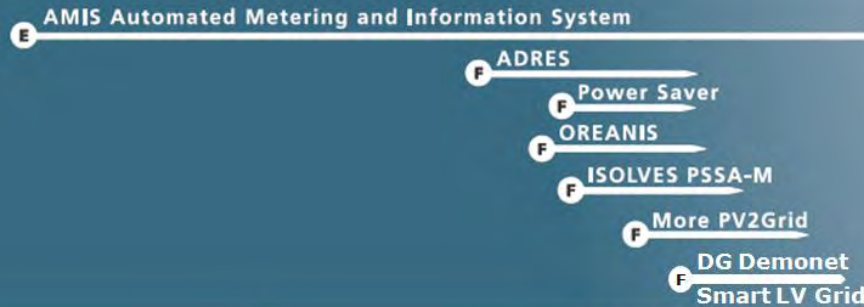 AMIS Automated Metering and Information System
E
ADRES
F
Power Saver
F
OREANIS
F
ISOLVES PSSA-M
F
More PV2Grid
F
DG Demonet
F
Smart LV Grid